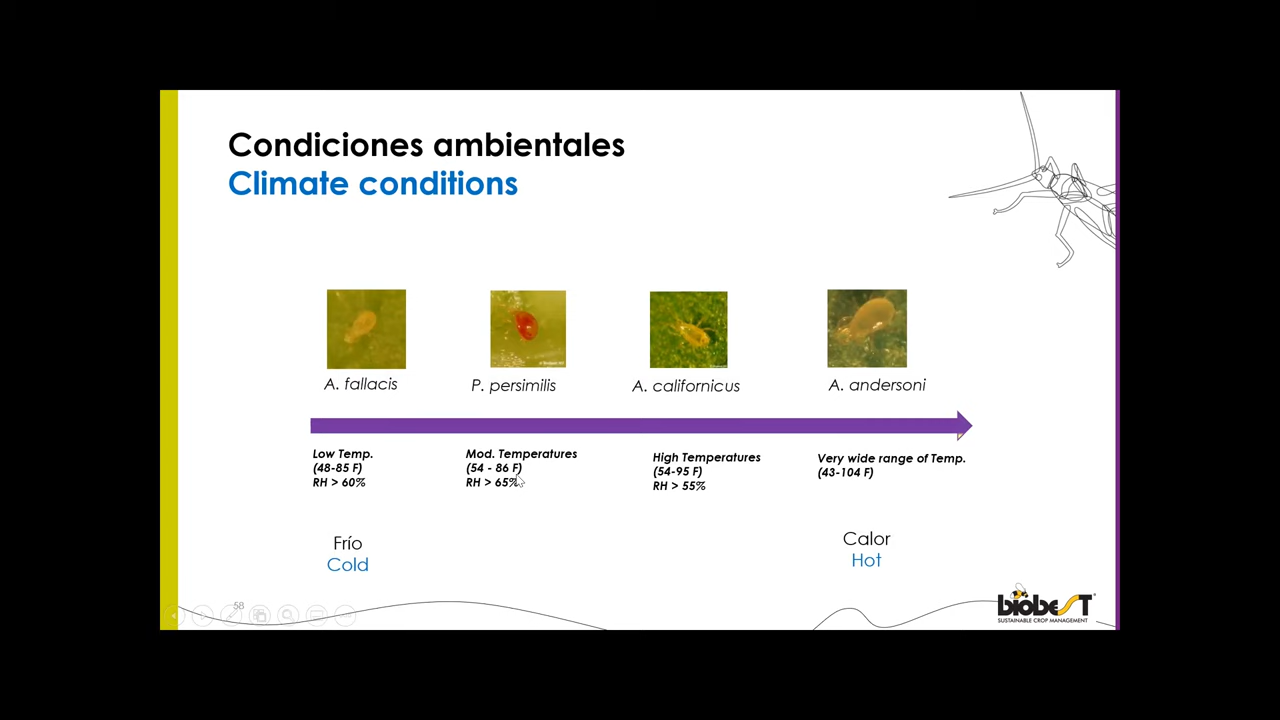 Condiciones ambientales
Climate conditions
A. fallacis
P. persimilis
A. californicus
A. andersoni
Low Temp.
(48-85 F)
RH > 60%
Mod. Temperatures
(54 - 86 F)
RH > 65%
High Temperatures
(54-95 F)
RH > 55%
Very wide range of Temp.
(43-104 F)
Frío
Cold
Calor
Hot
58
biobest
SUSTAINABLE CROP MANAGEMENT